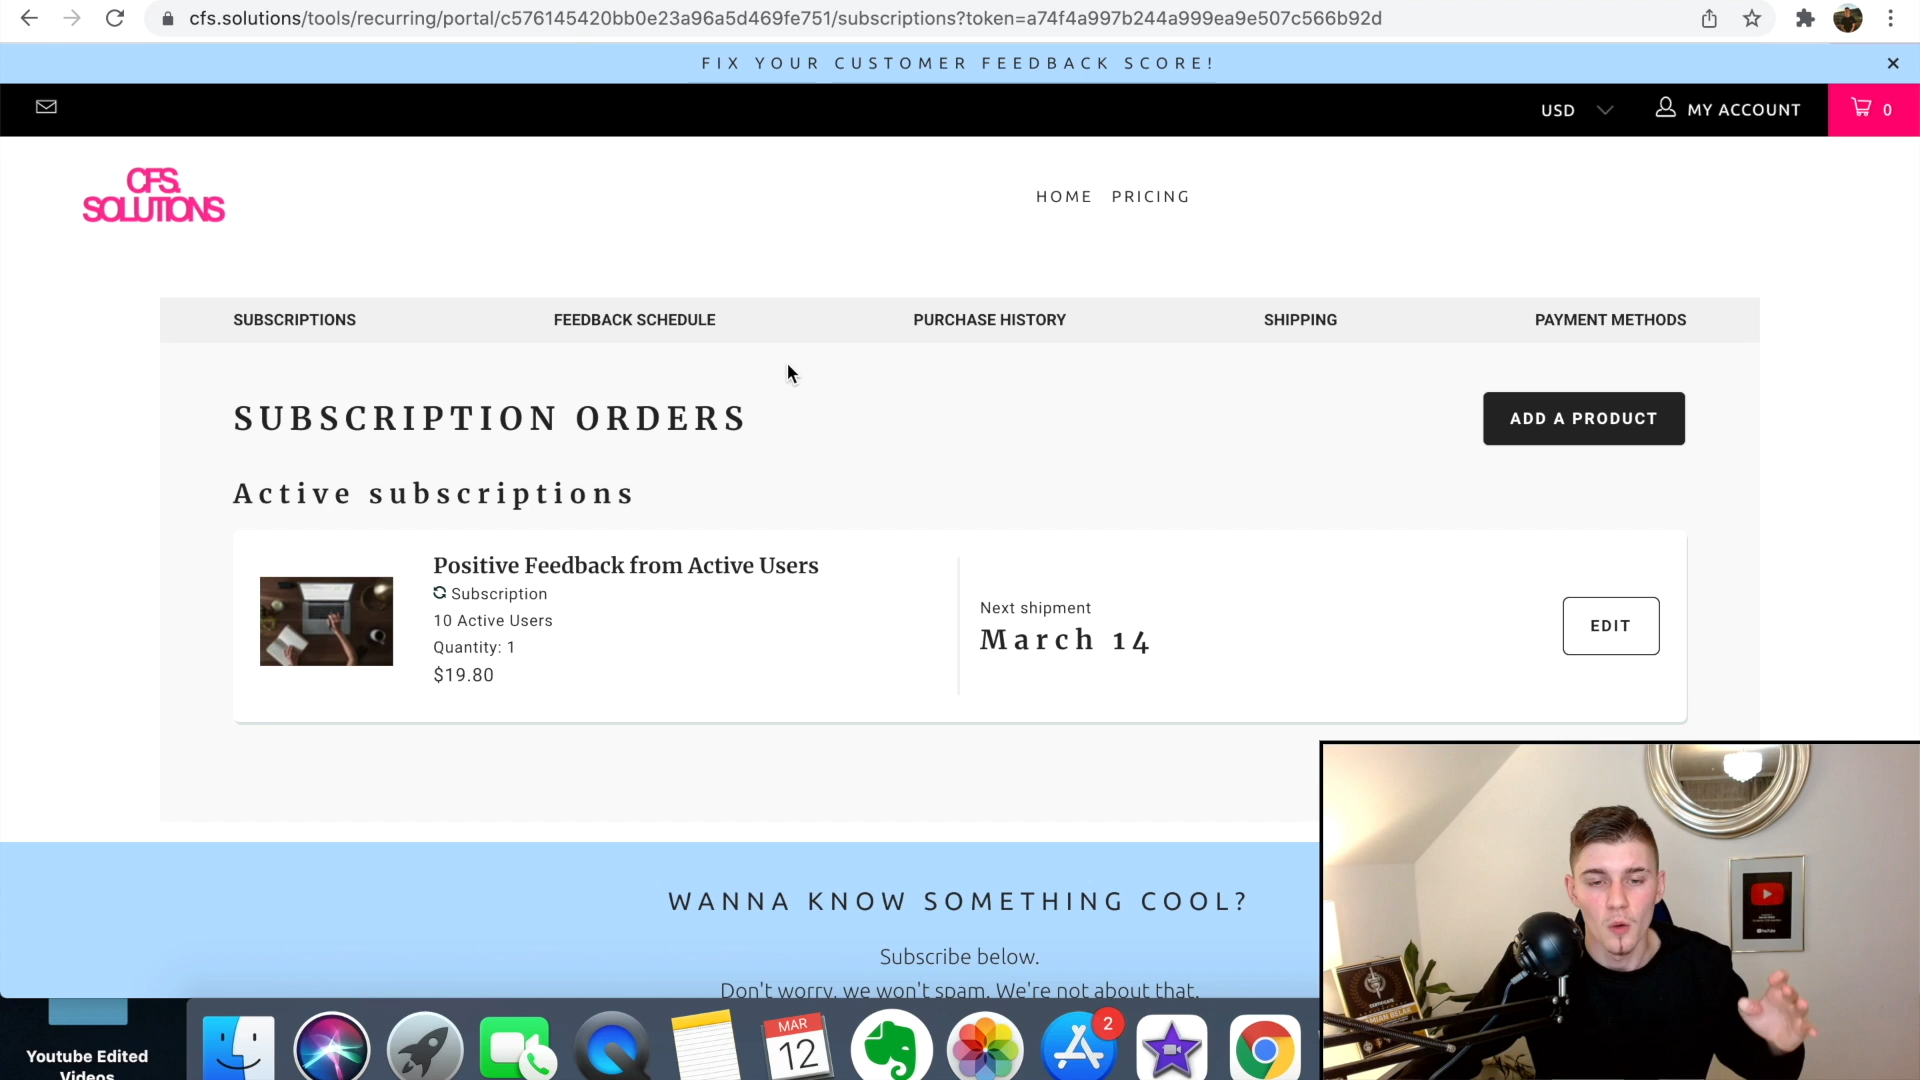 cfs.solutions/tools/recurring/portal/c576145420bb0e23a96a5d469fe751/subscriptions?token=a74f4a997b244a999ea9e507c566b92d
FIX YOUR CUSTOMER FEEDBACK SCORE!
USD
MY ACCOUNT
0
CFS.
SOLUTIONS
HOME PRICING
SUBSCRIPTIONS
FEEDBACK SCHEDULE
PURCHASE HISTORY
SHIPPING
PAYMENT METHODS
SUBSCRIPTION ORDERS
ADD A PRODUCT
Active subscriptions
Positive Feedback from Active Users
Subscription
10 Active Users
Quantity: 1
$19.80
Next shipment
March 14
EDIT
WANNA KNOW SOMETHING COOL?
Subscribe below.
Don't worry, we won't spam. We're not about that.
Youtube Edited
Videos
MAR
12
2
CERTIFICATE